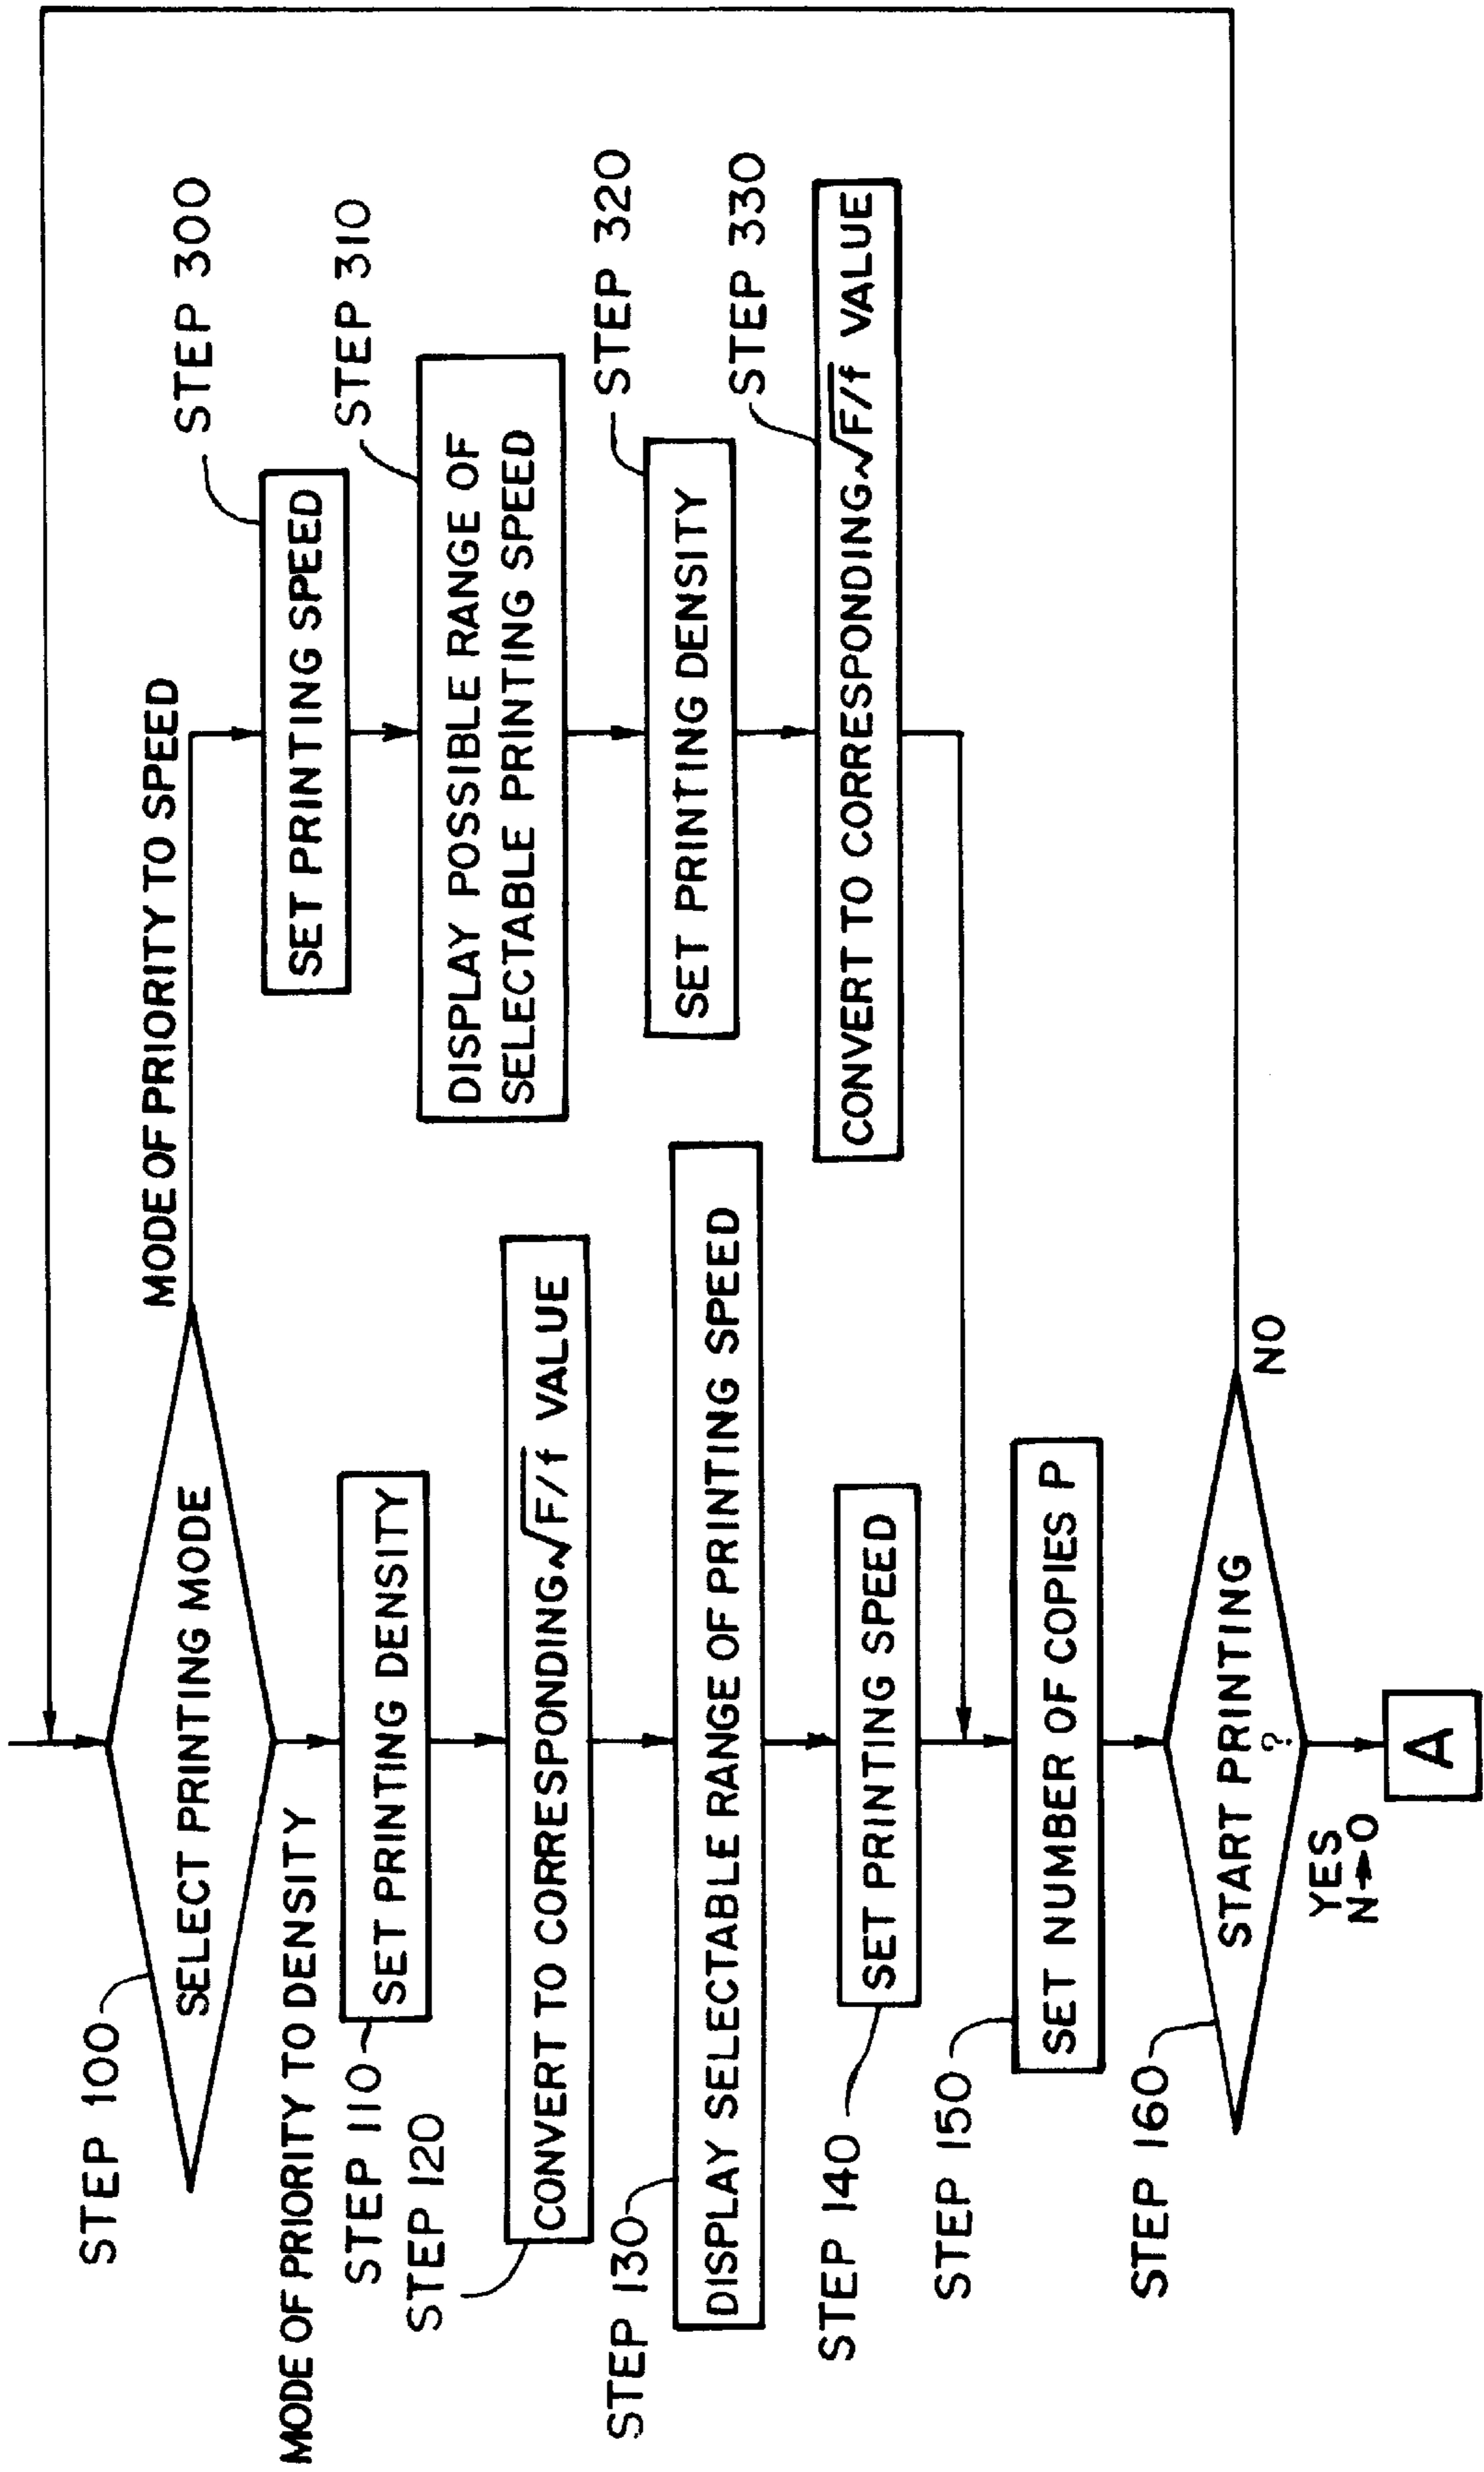 STEP 100
SELECT PRINTING MODE
MODE OF PRIORITY TO SPEED
MODE OF PRIORITY TO DENSITY
STEP 110
SET PRINTING DENSITY
STEP 120
CONVERT TO CORRESPONDING √F/f VALUE
STEP 130
DISPLAY SELECTABLE RANGE OF PRINTING SPEED
STEP 140
SET PRINTING SPEED
STEP 300
SET PRINTING SPEED
STEP 310
DISPLAY POSSIBLE RANGE OF
SELECTABLE PRINTING SPEED
STEP 320
SET PRINTING DENSITY
STEP 330
CONVERT TO CORRESPONDING √F/f VALUE
STEP 150
SET NUMBER OF COPIES P
STEP 160
START PRINTING
?
NO
YES
N→0
A